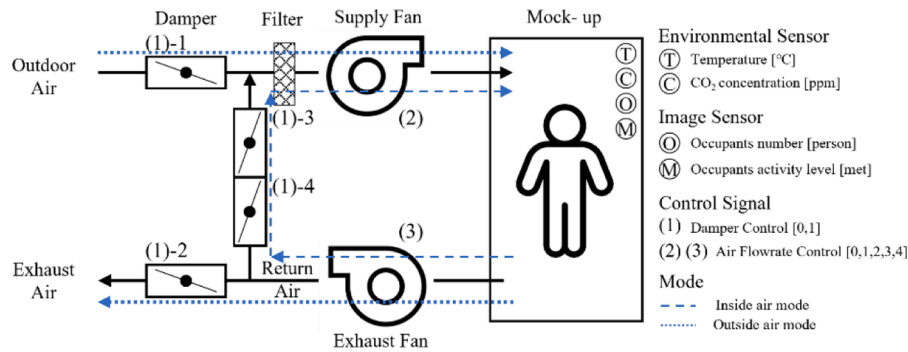 Damper
Filter
Supply Fan
Mock- up
(1)-1
Outdoor
Air
(2)
(1)-3
(1)-4
(1)-2
(3)
Exhaust
Air
Return
Air
Exhaust Fan
T
C
O
M
Environmental Sensor
T Temperature [℃]
C CO₂ concentration [ppm]
Image Sensor
O Occupants number [person]
M Occupants activity level [met]
Control Signal
(1) Damper Control [0,1]
(2) (3) Air Flowrate Control [0,1,2,3,4]
Mode
Inside air mode
Outside air mode